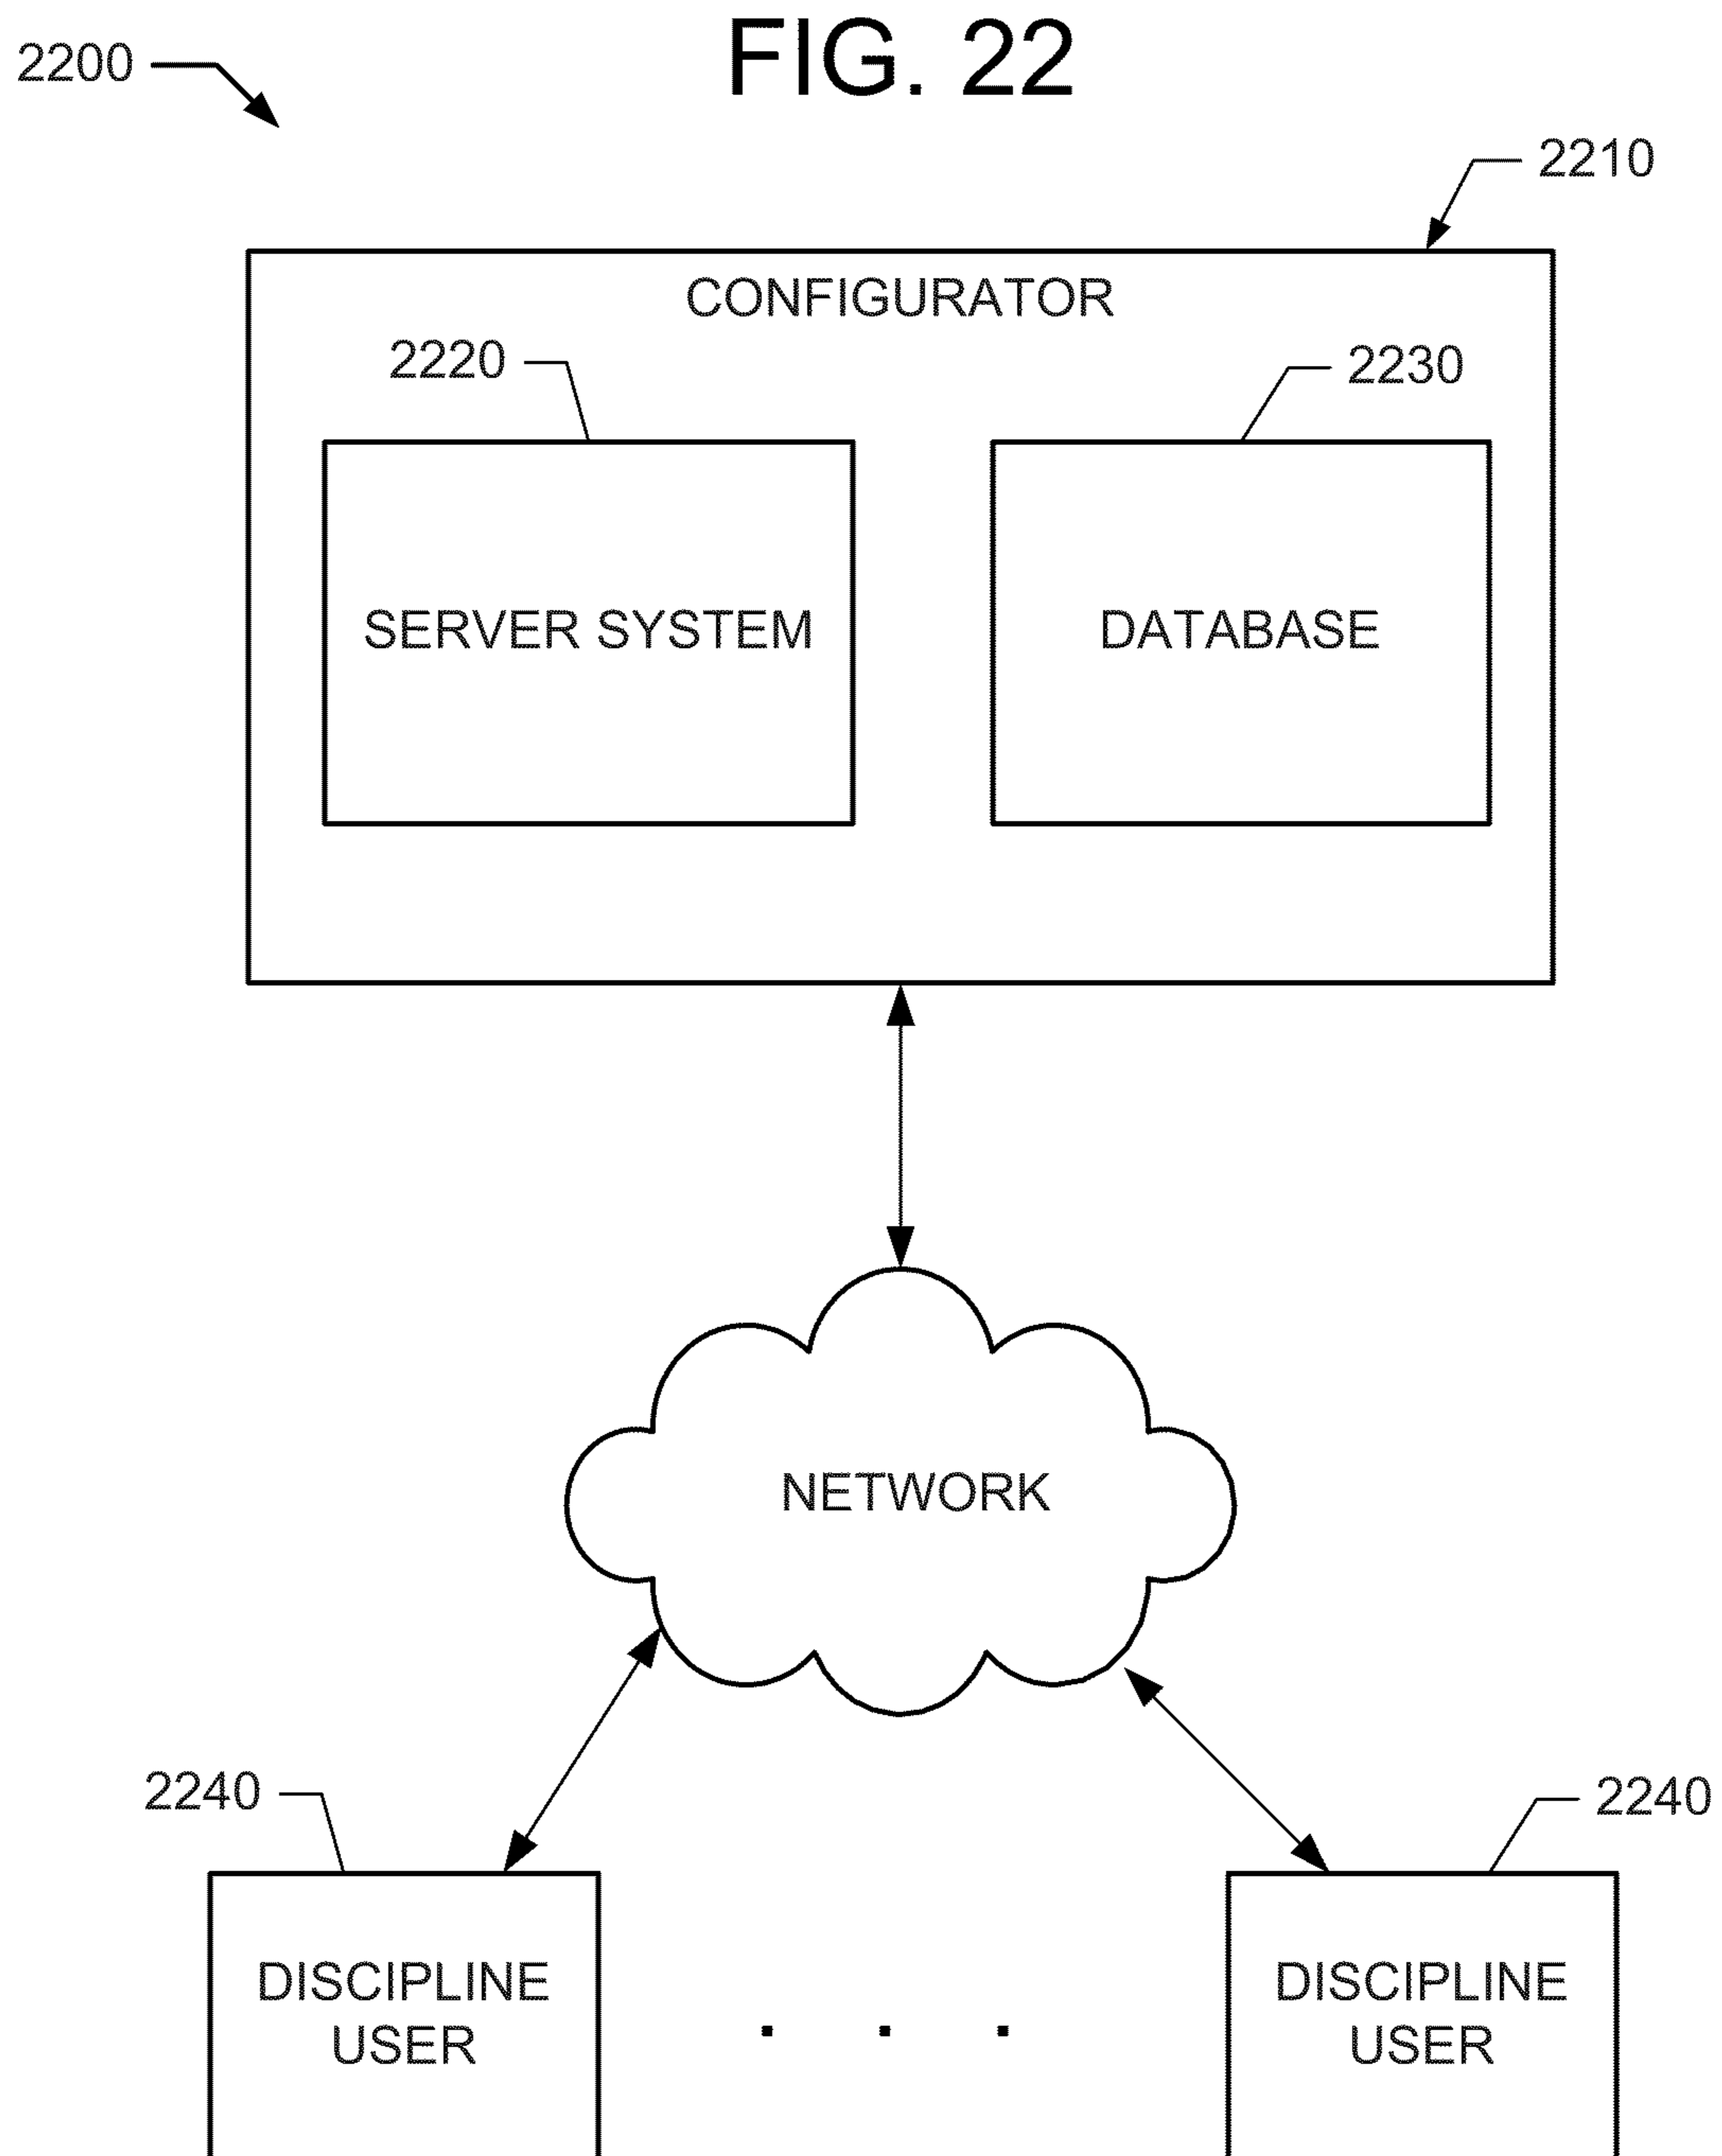 FIG. 22
2200
2210
CONFIGURATOR
2220
2230
SERVER SYSTEM
DATABASE
NETWORK
2240
2240
DISCIPLINE
USER
DISCIPLINE
USER